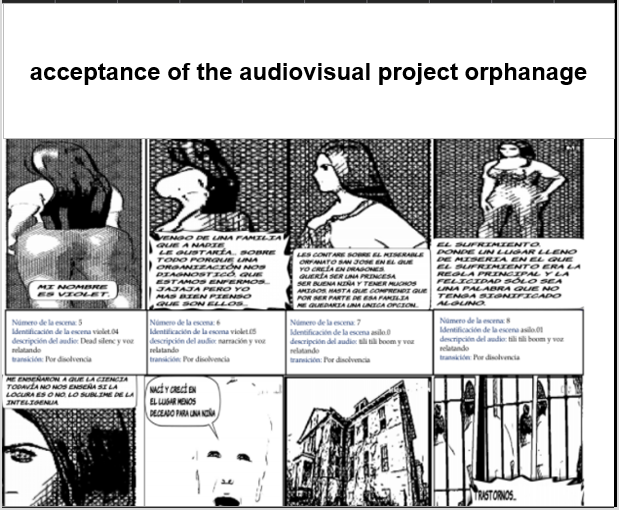 acceptance of the audiovisual project orphanage
MI NOMBRE
ES VIOLET.
VENGO DE UNA FAMILIA
QUE A NADIE
LE GUSTARÍA... SOBRE
TODO PORQUE UNA
ORGANIZACIÓN NOS
DIAGNOSTICÓ, QUE
ESTAMOS ENFERMOS...
JAJAJA PERO YO
MAS BIEN PIENSO
QUE SON ELLOS...
LES CONTARE SOBRE EL MISERABLE
ORFANATO SAN JOSE EN EL QUE
YO CREÍA EN DRAGONES.
QUERÍA SER UNA PRINCESA
SER BUENA NIÑA Y TENER MUCHOS
AMIGOS HASTA QUE COMPRENDI QUE
POR SER PARTE DE ESA FAMILIA
ME QUEDARIA UNA UNICA OPCION..
EL SUFRIMIENTO.
DONDE UN LUGAR LLENO
DE MISERIA EN EL QUE
EL SUFRIMIENTO ERA LA
REGLA PRINCIPAL Y LA
FELICIDAD SÓLO SEA
UNA PALABRA QUE NO
TENGA SIGNIFICADO
ALGUNO.
Número de la escena: 5
Identificación de la escena violet.04
descripción del audio: Dead silence y voz
relatando
transición: Por disolvencia
Número de la escena: 6
Identificación de la escena violet.05
descripción del audio: narración y voz
relatando
transición: Por disolvencia
Número de la escena: 7
Identificación de la escena asilo.0
descripción del audio: tili tili boom y voz
relatando
transición: Por disolvencia
Número de la escena: 8
Identificación de la escena asilo.01
descripción del audio: tili tili boom y voz
relatando
transición: Por disolvencia
ME ENSEÑARON, A QUE LA CIENCIA
TODAVÍA NO NOS ENSEÑA SI LA
LOCURA ES O NO, LO SUBLIME DE LA
INTELIGENUA
NACÍ Y CRECÍ EN
EL LUGAR MENOS
DECEADO PARA UNA NIÑA
TRASTORNOS..